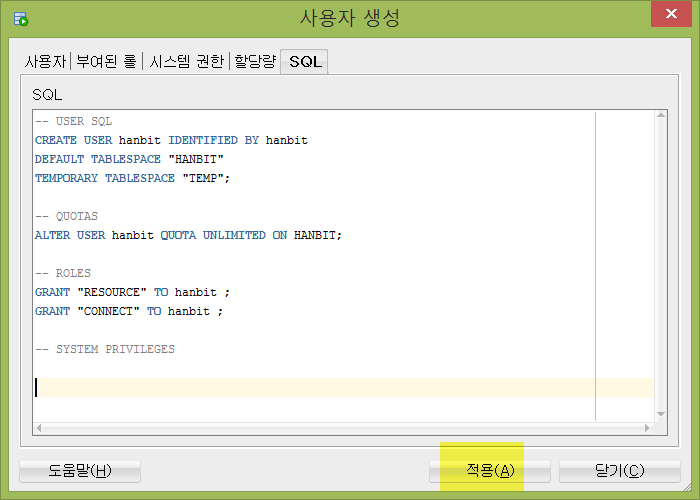 사용자 생성
사용자 부여된 롤 시스템 권한 할당량 SQL
SQL
-- USER SQL
CREATE USER hanbit IDENTIFIED BY hanbit
DEFAULT TABLESPACE "HANBIT"
TEMPORARY TABLESPACE "TEMP";
-- QUOTAS
ALTER USER hanbit QUOTA UNLIMITED ON HANBIT;
-- ROLES
GRANT "RESOURCE" TO hanbit ;
GRANT "CONNECT" TO hanbit ;
-- SYSTEM PRIVILEGES
도움말(H) 적용(A) 닫기(C)